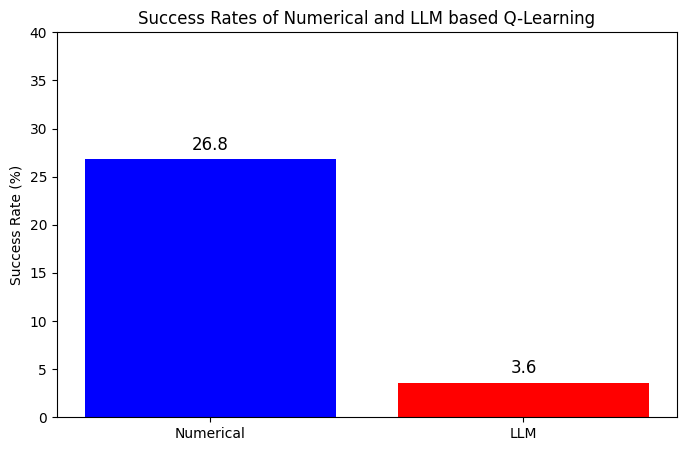 Success Rates of Numerical and LLM based Q-Learning
40
35
30
25
20
15
10
5
0
Success Rate (%)
26.8
3.6
Numerical
LLM